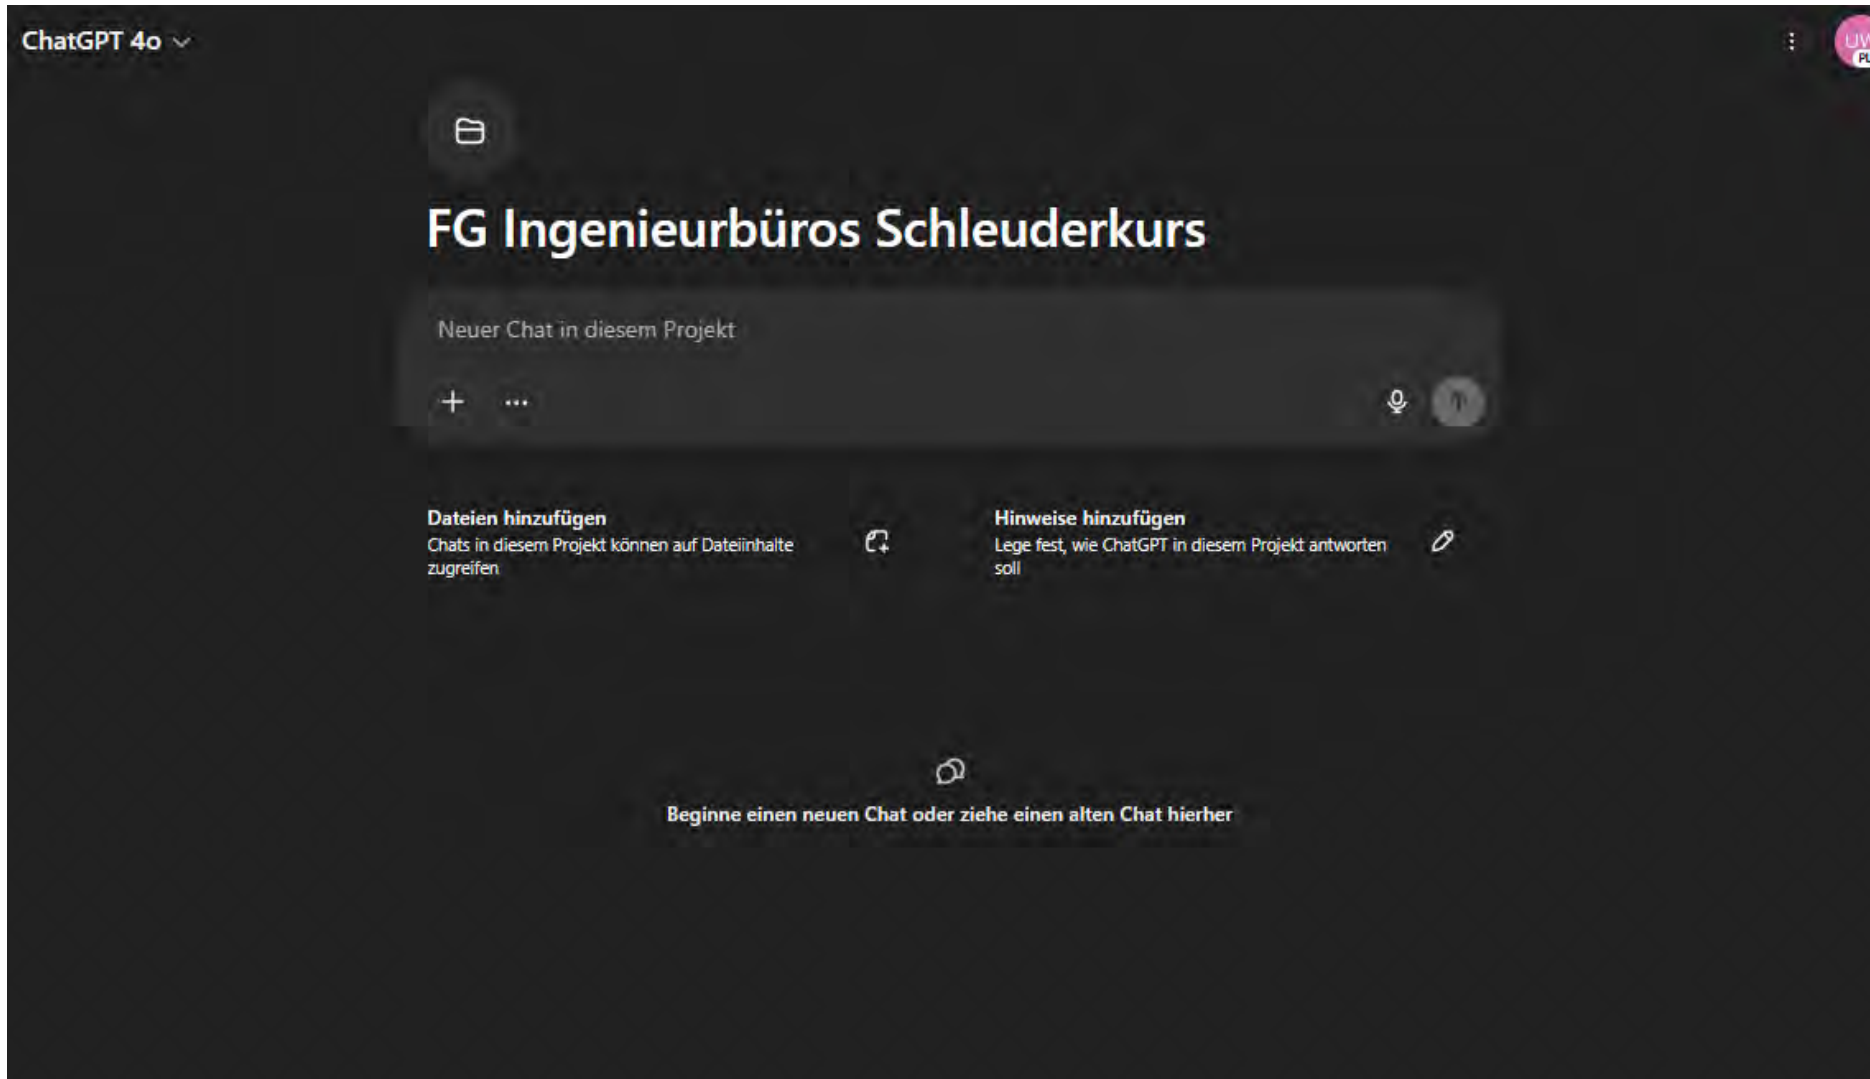 ChatGPT 4o
UW
FG Ingenieurbüros Schleuderkurs
Neuer Chat in diesem Projekt
Dateien hinzufügen
Chats in diesem Projekt können auf Dateiinhalte
zugreifen
Hinweise hinzufügen
Lege fest, wie ChatGPT in diesem Projekt antworten
soll
Beginne einen neuen Chat oder ziehe einen alten Chat hierher